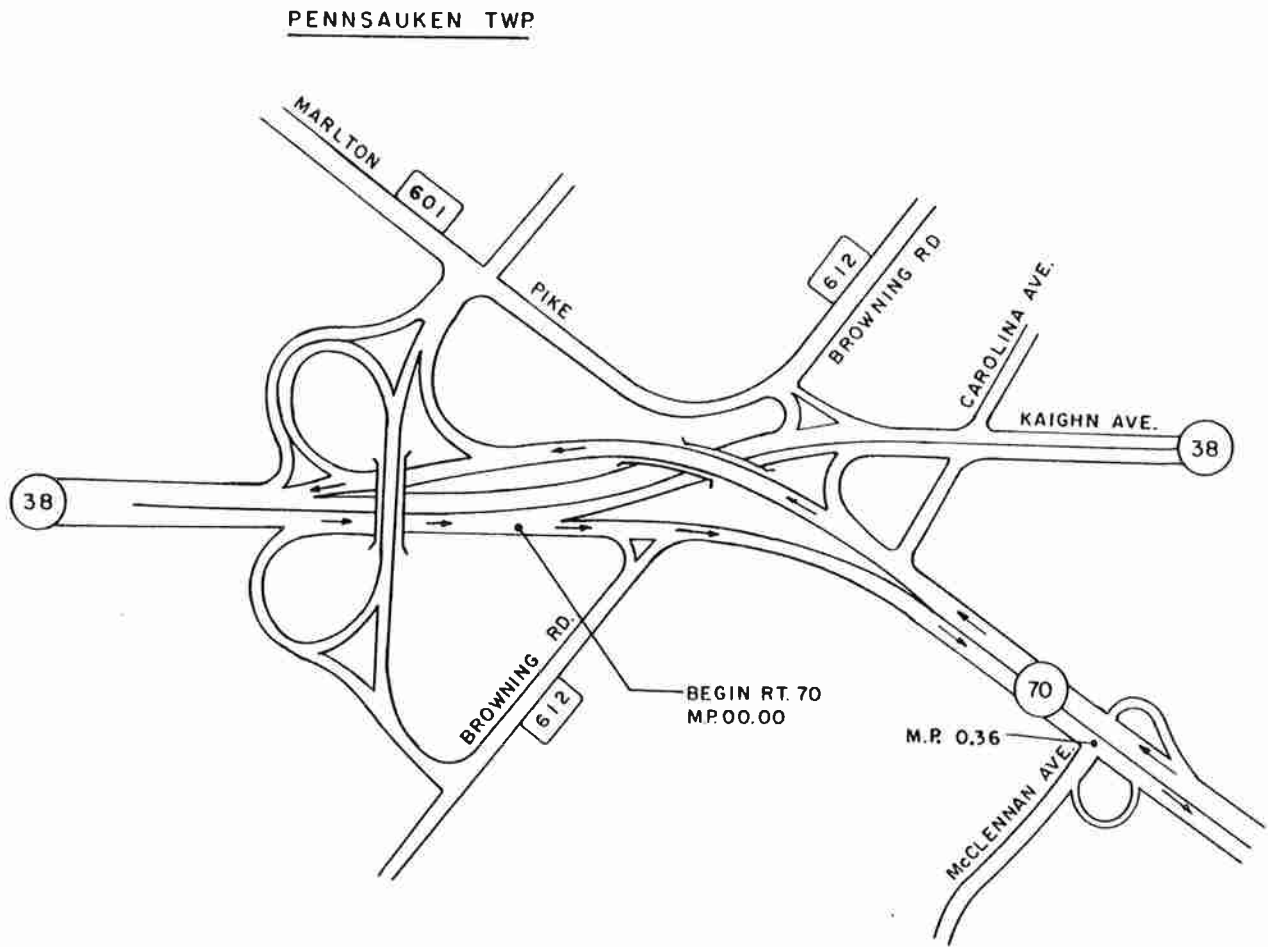 PENNSAUKEN TWP.
MARLTON
601
PIKE
612
BROWNING RD
CAROLINA AVE.
KAIGHN AVE.
38
38
BROWNING RD.
612
BEGIN RT. 70
M.P. 00.00
70
M.P. 0.36
McCLENNAN AVE.